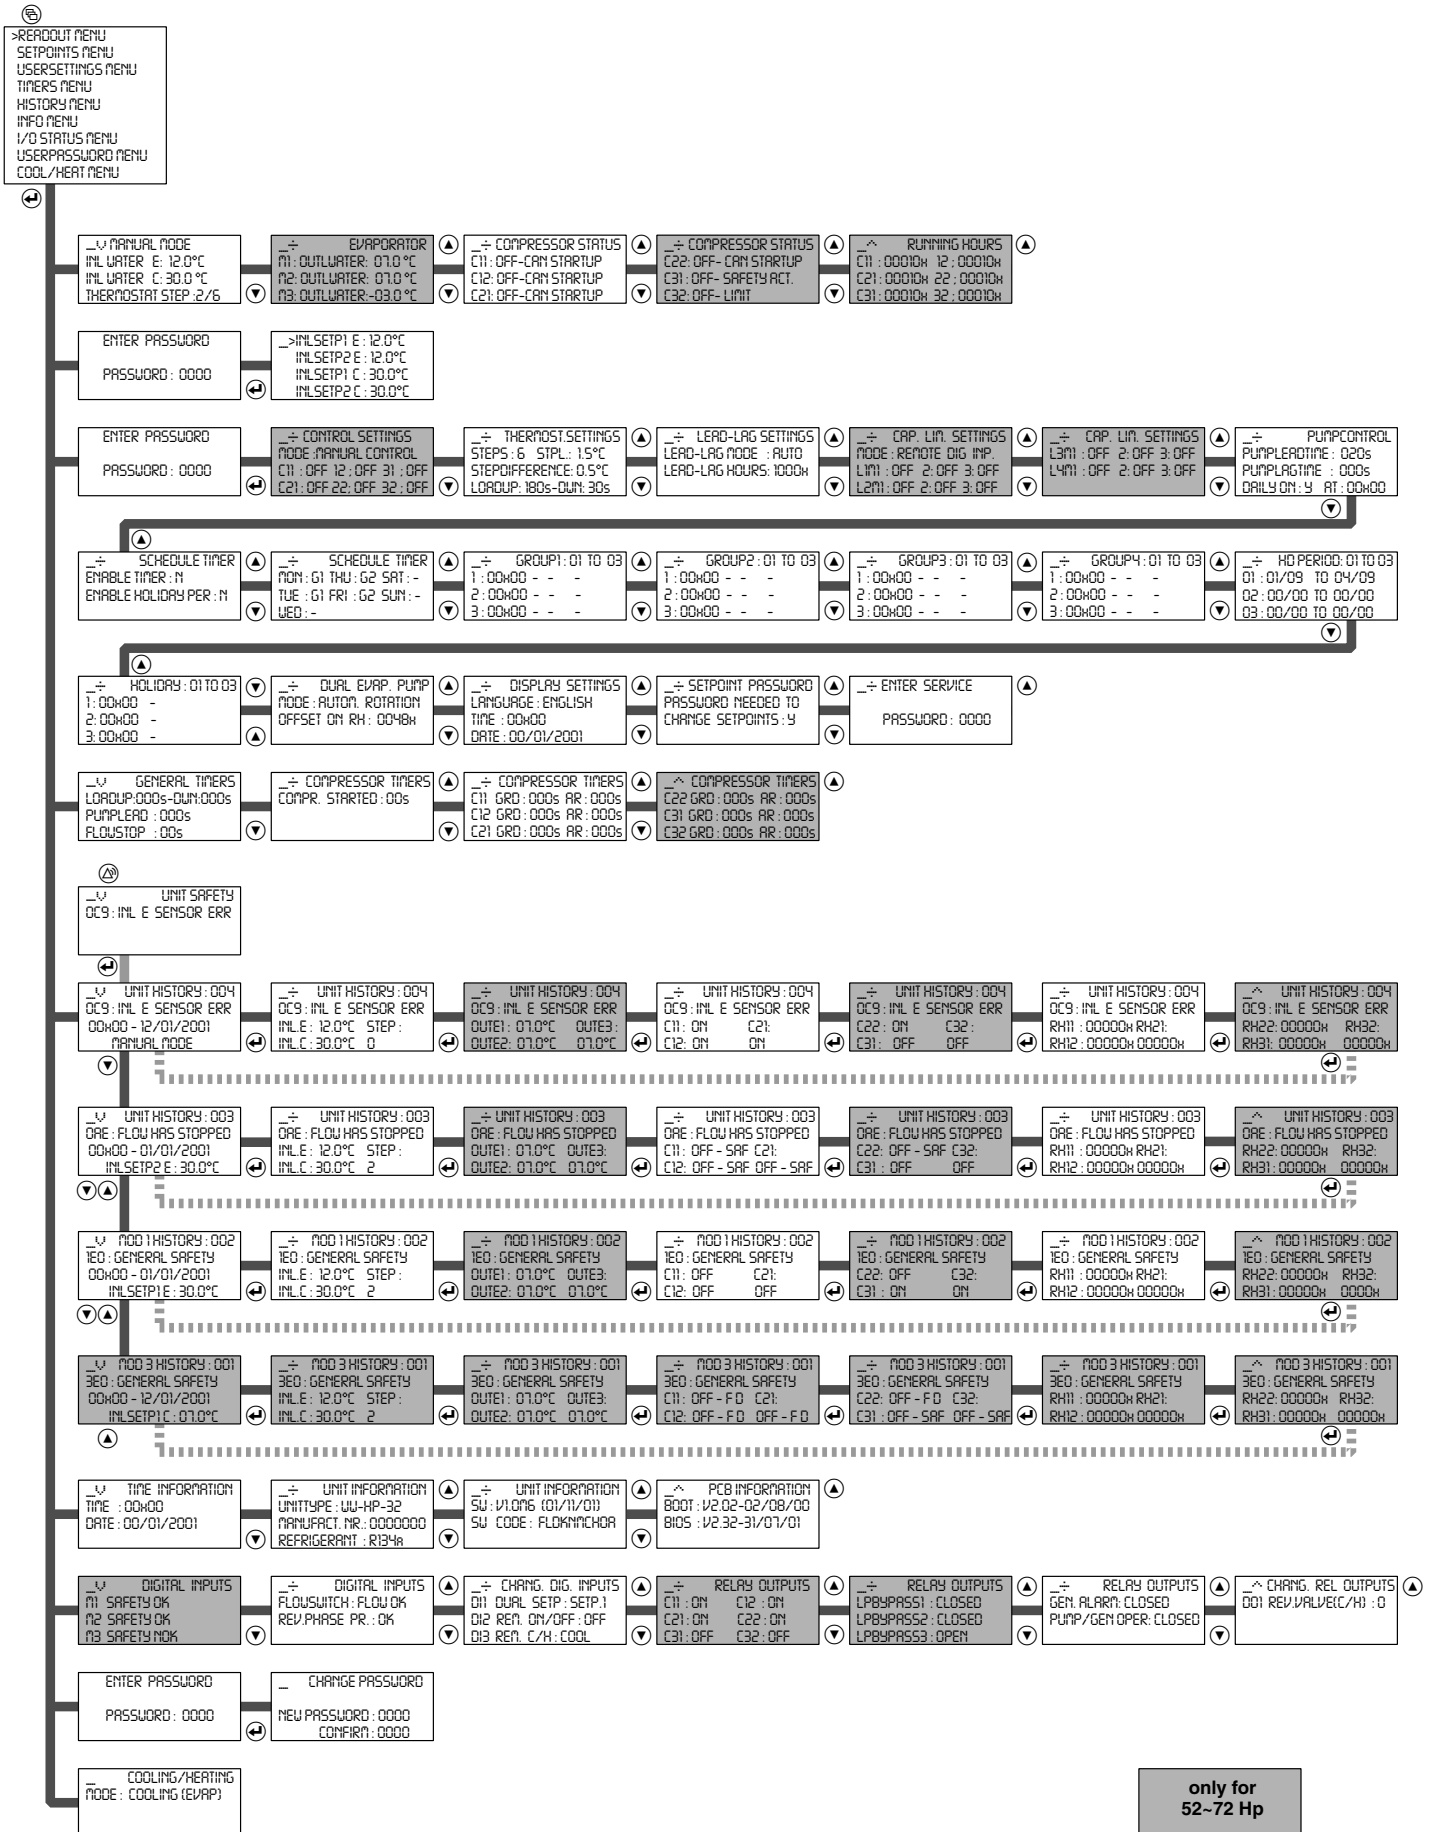 >READOUT MENU
SETPOINTS MENU
USERSETTINGS MENU
TIMERS MENU
HISTORY MENU
INFO MENU
I/O STATUS MENU
USERPASSWORD MENU
COOL/HEAT MENU
_v MANUAL MODE
INL WATER E: 12.0°C
INL WATER C: 30.0 °C
THERMOSTAT STEP :2/6
_÷ EVAPORATOR
M1: OUTLWATER: 07.0 °C
M2: OUTLWATER: 07.0 °C
M3: OUTLWATER:-03.0 °C
_÷ COMPRESSOR STATUS
C11: OFF-CAN STARTUP
C12: OFF-CAN STARTUP
C21: OFF-CAN STARTUP
_÷ COMPRESSOR STATUS
C22: OFF- CAN STARTUP
C31: OFF- SAFETY ACT.
C32: OFF- LIMIT
_^ RUNNING HOURS
C11 : 00010h 12 ; 00010h
C21 : 00010h 22 ; 00010h
C31 : 00010h 32 ; 00010h
ENTER PASSWORD
PASSWORD : 0000
_>INLSETP1 E : 12.0°C
INLSETP2 E : 12.0°C
INLSETP1 C : 30.0°C
INLSETP2 C : 30.0°C
ENTER PASSWORD
PASSWORD : 0000
_÷ CONTROL SETTINGS
MODE :MANUAL CONTROL
C11 : OFF 12 ; OFF 31 ; OFF
C21 : OFF 22; OFF 32 ; OFF
_÷ THERMOST.SETTINGS
STEPS : 6 STPL.: 1.5°C
STEPDIFFERENCE: 0.5°C
LOADUP: 180s-DWN: 30s
_÷ LEAD-LAG SETTINGS
LEAD-LAG MODE : AUTO
LEAD-LAG HOURS: 1000h
_÷ CAP. LIM. SETTINGS
MODE : REMOTE DIG INP.
L1M1 : OFF 2: OFF 3: OFF
L2M1 : OFF 2: OFF 3: OFF
_÷ CAP. LIM. SETTINGS
L3M1 : OFF 2: OFF 3: OFF
L4M1 : OFF 2: OFF 3: OFF
_÷ PUMPCONTROL
PUMPLEADTIME : 020s
PUMPLAGTIME : 000s
DAILY ON : Y AT : 00h00
_÷ SCHEDULE TIMER
ENABLE TIMER : N
ENABLE HOLIDAY PER : N
_÷ SCHEDULE TIMER
MON : G1 THU : G2 SAT : -
TUE : G1 FRI : G2 SUN : -
WED : -
_÷ GROUP1 : 01 TO 03
1 : 00h00 - - -
2 : 00h00 - - -
3 : 00h00 - - -
_÷ GROUP2 : 01 TO 03
1 : 00h00 - - -
2 : 00h00 - - -
3 : 00h00 - - -
_÷ GROUP3 : 01 TO 03
1 : 00h00 - - -
2 : 00h00 - - -
3 : 00h00 - - -
_÷ GROUP4 : 01 TO 03
1 : 00h00 - - -
2 : 00h00 - - -
3 : 00h00 - - -
_÷ HD PERIOD: 01 TO 03
01 : 01/09 TO 04/09
02 : 00/00 TO 00/00
03 : 00/00 TO 00/00
_÷ HOLIDAY : 01 TO 03
1: 00h00 -
2: 00h00 -
3: 00h00 -
_÷ DUAL EVAP. PUMP
MODE : AUTOM. ROTATION
OFFSET ON RH : 0048h
_÷ DISPLAY SETTINGS
LANGUAGE : ENGLISH
TIME : 00h00
DATE : 00/01/2001
_÷ SETPOINT PASSWORD
PASSWORD NEEDED TO
CHANGE SETPOINTS : Y
_÷ ENTER SERVICE
PASSWORD : 0000
_v GENERAL TIMERS
LOADUP:000s-DWN:000s
PUMPLEAD : 000s
FLOWSTOP : 00s
_÷ COMPRESSOR TIMERS
COMPR. STARTED : 00s
_÷ COMPRESSOR TIMERS
C11 GRD : 000s AR : 000s
C12 GRD : 000s AR : 000s
C21 GRD : 000s AR : 000s
_^ COMPRESSOR TIMERS
C22 GRD : 000s AR : 000s
C31 GRD : 000s AR : 000s
C32 GRD : 000s AR : 000s
_v UNIT SAFETY
0C9 : INL E SENSOR ERR
_v UNIT HISTORY : 004
0C9 : INL E SENSOR ERR
00h00 - 12/01/2001
MANUAL MODE
_÷ UNIT HISTORY : 004
0C9 : INL E SENSOR ERR
INL.E : 12.0°C STEP :
INL.C : 30.0°C 0
_÷ UNIT HISTORY : 004
0C9 : INL E SENSOR ERR
OUTE1 : 07.0°C OUTE3 :
OUTE2: 07.0°C 07.0°C
_÷ UNIT HISTORY : 004
0C9 : INL E SENSOR ERR
C11 : ON C21:
C12: ON ON
_÷ UNIT HISTORY : 004
0C9 : INL E SENSOR ERR
C22 : ON C32 :
C31 : OFF OFF
_÷ UNIT HISTORY : 004
0C9 : INL E SENSOR ERR
RH11 : 00000h RH21:
RH12 : 00000h 00000h
_^ UNIT HISTORY : 004
0C9 : INL E SENSOR ERR
RH22: 00000h RH32:
RH31: 00000h 00000h
_v UNIT HISTORY : 003
0AE : FLOW HAS STOPPED
00h00 - 01/01/2001
INLSETP2 E : 30.0°C
_÷ UNIT HISTORY : 003
0AE : FLOW HAS STOPPED
INL.E : 12.0°C STEP :
INL.C : 30.0°C 2
_÷ UNIT HISTORY : 003
0AE : FLOW HAS STOPPED
OUTE1 : 07.0°C OUTE3:
OUTE2: 07.0°C 07.0°C
_÷ UNIT HISTORY : 003
0AE : FLOW HAS STOPPED
C11 : OFF - SAF C21:
C12: OFF - SAF OFF - SAF
_÷ UNIT HISTORY : 003
0AE : FLOW HAS STOPPED
C22: OFF - SAF C32:
C31 : OFF OFF
_÷ UNIT HISTORY : 003
0AE : FLOW HAS STOPPED
RH11 : 00000h RH21:
RH12 : 00000h 00000h
_^ UNIT HISTORY : 003
0AE : FLOW HAS STOPPED
RH22: 00000h RH32:
RH31 : 00000h 00000h
_v MOD 1 HISTORY : 002
1E0 : GENERAL SAFETY
00h00 - 01/01/2001
INLSETP1 E : 30.0°C
_÷ MOD 1 HISTORY : 002
1E0 : GENERAL SAFETY
INL.E : 12.0°C STEP :
INL.C : 30.0°C 2
_÷ MOD 1 HISTORY : 002
1E0 : GENERAL SAFETY
OUTE1 : 07.0°C OUTE3:
OUTE2: 07.0°C 07.0°C
_÷ MOD 1 HISTORY : 002
1E0 : GENERAL SAFETY
C11 : OFF C21:
C12: OFF OFF
_÷ MOD 1 HISTORY : 002
1E0 : GENERAL SAFETY
C22: OFF C32:
C31 : ON ON
_÷ MOD 1 HISTORY : 002
1E0 : GENERAL SAFETY
RH11 : 00000h RH21:
RH12 : 00000h 00000h
_^ MOD 1 HISTORY : 002
1E0 : GENERAL SAFETY
RH22: 00000h RH32:
RH31 : 00000h 0000h
_v MOD 3 HISTORY : 001
3E0 : GENERAL SAFETY
00h00 - 12/01/2001
INLSETP1 C : 07.0°C
_÷ MOD 3 HISTORY : 001
3E0 : GENERAL SAFETY
INL.E : 12.0°C STEP :
INL.C : 30.0°C 2
_÷ MOD 3 HISTORY : 001
3E0 : GENERAL SAFETY
OUTE1 : 07.0°C OUTE3:
OUTE2: 07.0°C 07.0°C
_÷ MOD 3 HISTORY : 001
3E0 : GENERAL SAFETY
C11 : OFF - F D C21:
C12: OFF - F D OFF - F D
_÷ MOD 3 HISTORY : 001
3E0 : GENERAL SAFETY
C22: OFF - F D C32:
C31 : OFF - SAF OFF - SAF
_÷ MOD 3 HISTORY : 001
3E0 : GENERAL SAFETY
RH11 : 00000h RH21:
RH12 : 00000h 00000h
_^ MOD 3 HISTORY : 001
3E0 : GENERAL SAFETY
RH22: 00000h RH32:
RH31 : 00000h 00000h
_v TIME INFORMATION
TIME : 00h00
DATE : 00/01/2001
_÷ UNIT INFORMATION
UNITTYPE : WW-HP-32
MANUFACT. NR.: 0000000
REFRIGERANT : R134a
_÷ UNIT INFORMATION
SW : V1.0M6 (01/11/01)
SW CODE : FLDKNMCH0A
_^ PCB INFORMATION
BOOT : V2.02-02/08/00
BIOS : V2.32-31/07/01
_v DIGITAL INPUTS
M1 SAFETY OK
M2 SAFETY OK
M3 SAFETY NOK
_÷ DIGITAL INPUTS
FLOWSWITCH : FLOW OK
REV.PHASE PR. : OK
_÷ CHANG. DIG. INPUTS
DI1 DUAL SETP : SETP.1
DI2 REM. ON/OFF : OFF
DI3 REM. C/H : COOL
_÷ RELAY OUTPUTS
C11 : ON C12 : ON
C21 : ON C22 : ON
C31 : OFF C32 : OFF
_÷ RELAY OUTPUTS
LPBYPASS1 : CLOSED
LPBYPASS2 : CLOSED
LPBYPASS3 : OPEN
_÷ RELAY OUTPUTS
GEN. ALARM: CLOSED
PUMP/GEN OPER: CLOSED
_^ CHANG. REL OUTPUTS
DO1 REV.VALVE(C/H) : 0
ENTER PASSWORD
PASSWORD : 0000
_ CHANGE PASSWORD
NEW PASSWORD : 0000
CONFIRM : 0000
_ COOLING/HEATING
MODE : COOLING (EVAP)
only for
52~72 Hp